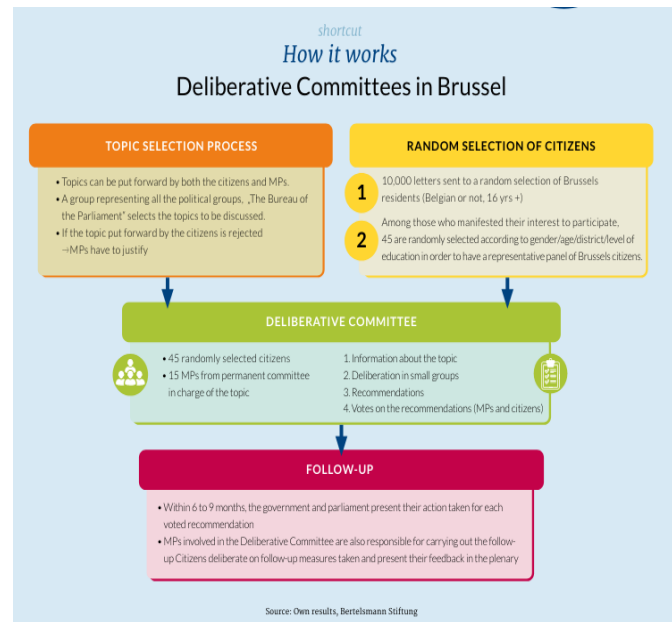 shortcut
How it works
Deliberative Committees in Brussel
TOPIC SELECTION PROCESS
• Topics can be put forward by both the citizens and MPs.
• A group representing all the political groups, „The Bureau of
the Parliament" selects the topics to be discussed.
• If the topic put forward by the citizens is rejected
→MPs have to justify
RANDOM SELECTION OF CITIZENS
1
10,000 letters sent to a random selection of Brussels
residents (Belgian or not, 16 yrs +)
2
Among those who manifested their interest to participate,
45 are randomly selected according to gender/age/district/level of
education in order to have a representative panel of Brussels citizens.
DELIBERATIVE COMMITTEE
• 45 randomly selected citizens
• 15 MPs from permanent committee
in charge of the topic
1. Information about the topic
2. Deliberation in small groups
3. Recommendations
4. Votes on the recommendations (MPs and citizens)
FOLLOW-UP
• Within 6 to 9 months, the government and parliament present their action taken for each
voted recommendation
• MPs involved in the Deliberative Committee are also responsible for carrying out the follow-
up Citizens deliberate on follow-up measures taken and present their feedback in the plenary
Source: Own results, Bertelsmann Stiftung